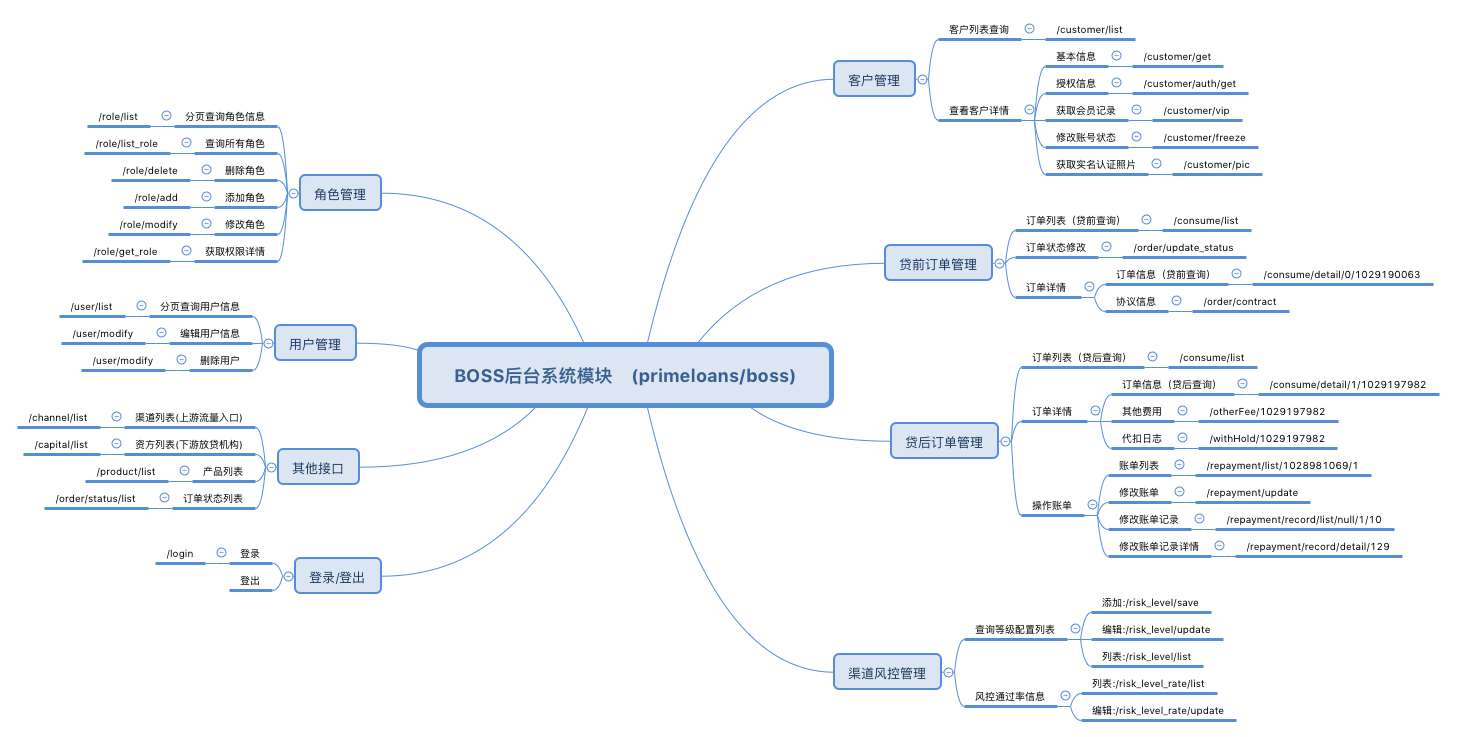 BOSS后台系统模块 (primeloans/boss)
客户管理
客户列表查询
/customer/list
查看客户详情
基本信息
/customer/get
授权信息
/customer/auth/get
获取会员记录
/customer/vip
修改账号状态
/customer/freeze
获取实名认证照片
/customer/pic
贷前订单管理
订单列表（贷前查询）
/consume/list
订单状态修改
/order/update_status
订单详情
订单信息（贷前查询）
/consume/detail/0/1029190063
协议信息
/order/contract
贷后订单管理
订单列表（贷后查询）
/consume/list
订单详情
订单信息（贷后查询）
/consume/detail/1/1029197982
其他费用
/otherFee/1029197982
代扣日志
/withHold/1029197982
操作账单
账单列表
/repayment/list/1028981069/1
修改账单
/repayment/update
修改账单记录
/repayment/record/list/null/1/10
修改账单记录详情
/repayment/record/detail/129
渠道风控管理
查询等级配置列表
添加:/risk_level/save
编辑:/risk_level/update
列表:/risk_level/list
风控通过率信息
列表:/risk_level_rate/list
编辑:/risk_level_rate/update
角色管理
分页查询角色信息
/role/list
查询所有角色
/role/list_role
删除角色
/role/delete
添加角色
/role/add
修改角色
/role/modify
获取权限详情
/role/get_role
用户管理
分页查询用户信息
/user/list
编辑用户信息
/user/modify
删除用户
/user/modify
其他接口
渠道列表(上游流量入口)
/channel/list
资方列表(下游放贷机构)
/capital/list
产品列表
/product/list
订单状态列表
/order/status/list
登录/登出
登录
/login
登出